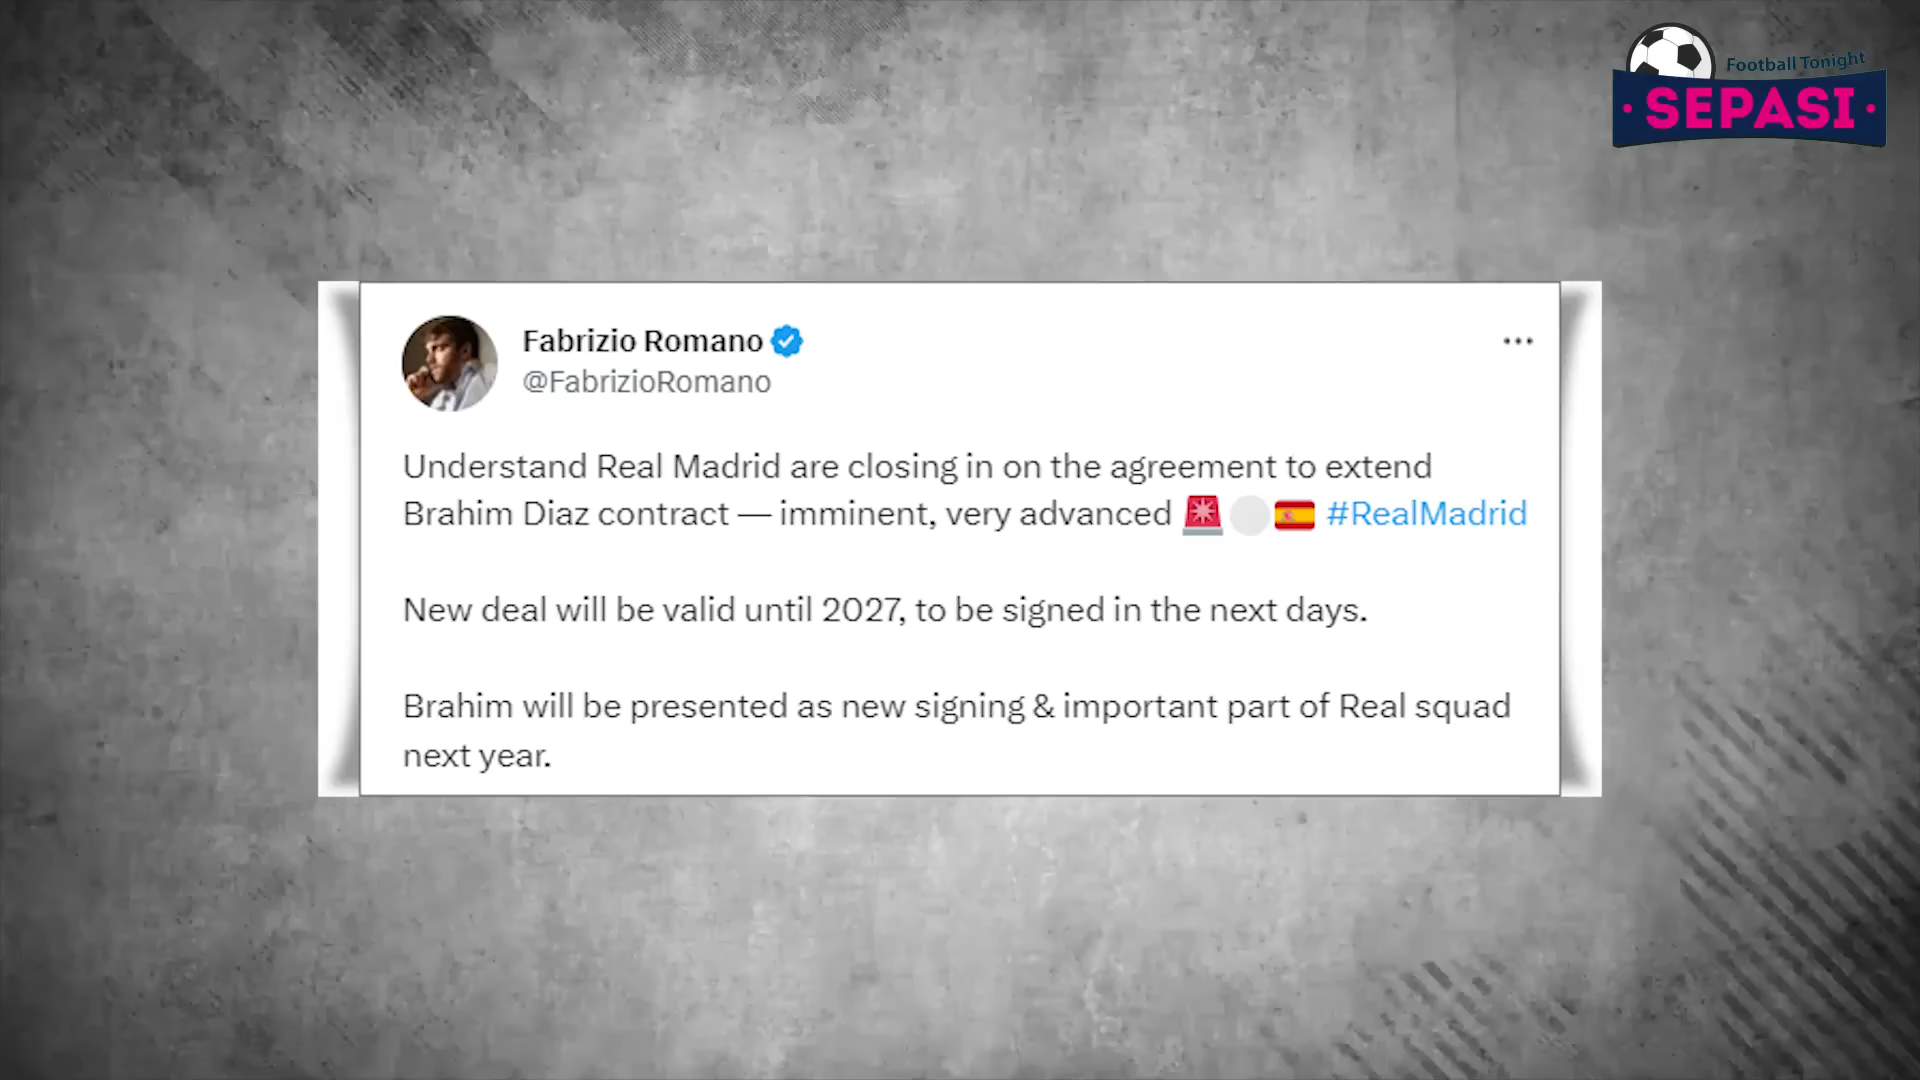 Football Tonight
· SEPASI ·
Fabrizio Romano
@FabrizioRomano
Understand Real Madrid are closing in on the agreement to extend
Brahim Diaz contract — imminent, very advanced 🚨⚪🇪🇸 #RealMadrid
New deal will be valid until 2027, to be signed in the next days.
Brahim will be presented as new signing & important part of Real squad
next year.